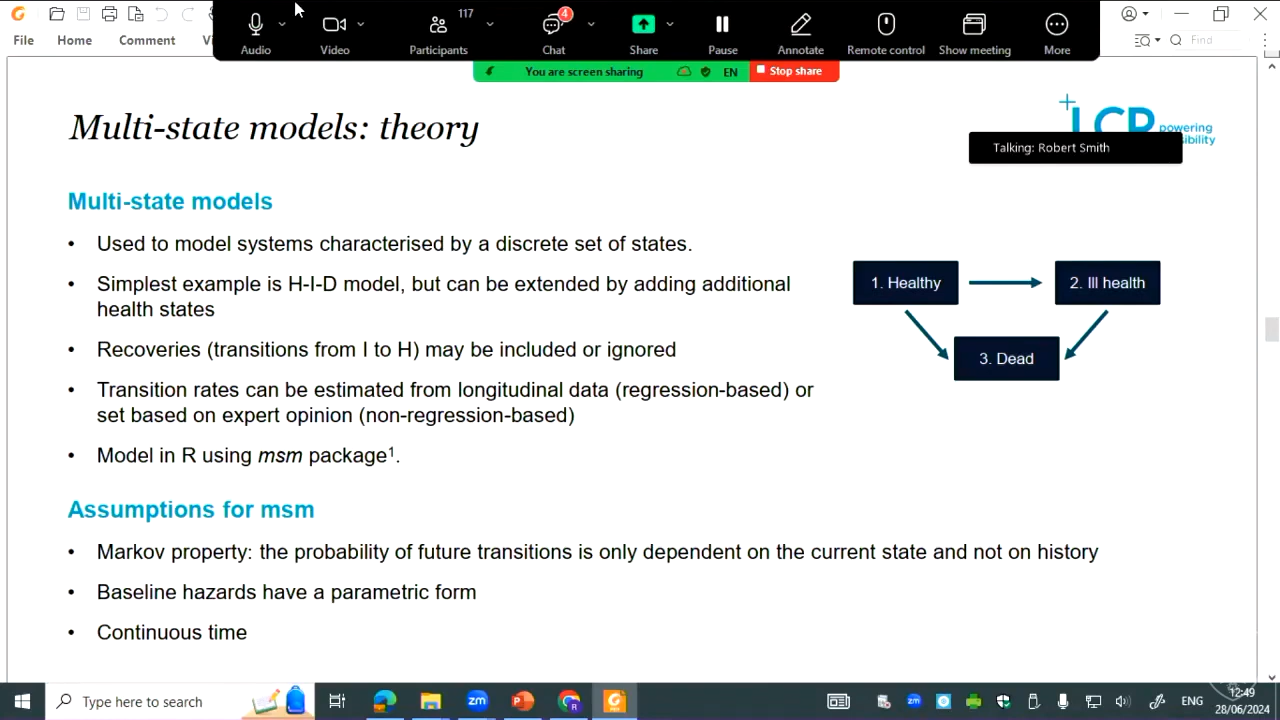 117
4
Audio
Video
Participants
Chat
Share
Pause
Annotate
Remote control
Show meeting
More
File
Home
Comment
Find
You are screen sharing
EN
Stop share
Multi-state models: theory
LCP
powering
Talking: Robert Smith
Multi-state models
• Used to model systems characterised by a discrete set of states.
• Simplest example is H-I-D model, but can be extended by adding additional
health states
• Recoveries (transitions from I to H) may be included or ignored
• Transition rates can be estimated from longitudinal data (regression-based) or
set based on expert opinion (non-regression-based)
• Model in R using msm package¹.
1. Healthy
2. Ill health
3. Dead
Assumptions for msm
• Markov property: the probability of future transitions is only dependent on the current state and not on history
• Baseline hazards have a parametric form
• Continuous time
Type here to search
zm
zm
ENG
12:49
28/06/2024